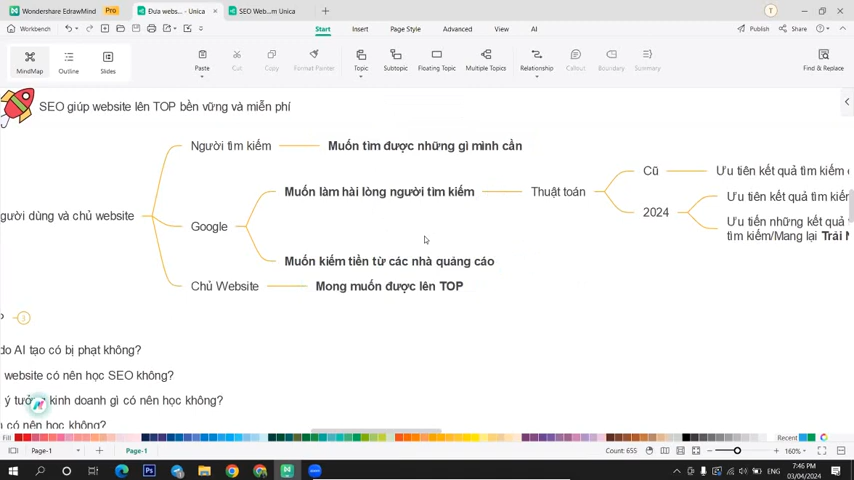 Wondershare EdrawMind Pro
Đưa webs... - Unica
SEO Web...m Unica
Workbench
Start Insert Page Style Advanced View AI
Publish Share
MindMap Outline Slides
Paste Cut Copy Format Painter Topic Subtopic Floating Topic Multiple Topics Relationship Callout Boundary Summary Find & Replace
SEO giúp website lên TOP bền vững và miễn phí
Người tìm kiếm
Muốn tìm được những gì mình cần
Google
Muốn làm hài lòng người tìm kiếm
Thuật toán
Cũ
Ưu tiên kết quả tìm kiếm
2024
Ưu tiên kết quả tìm kiếm
Ưu tiên những kết quả
tìm kiếm/Mang lại Trải
gười dùng và chủ website
Muốn kiếm tiền từ các nhà quảng cáo
Chủ Website
Mong muốn được lên TOP
3
do AI tạo có bị phạt không?
website có nên học SEO không?
ý tưởng kinh doanh gì có nên học không?
có nên học không?
Fill
Recent
Page-1
Page-1
Count: 655
160%
ENG
7:46 PM
03/04/2024